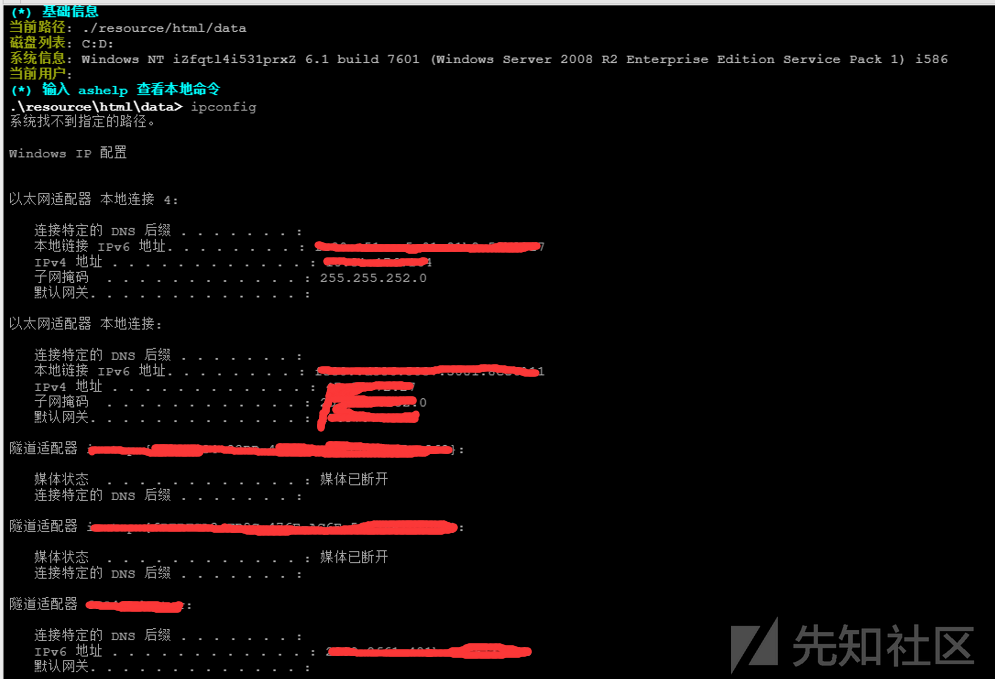 (*) 基础信息
当前路径: ./resource/html/data
磁盘列表: C:D:
系统信息: Windows NT iZfqtl4i531prxZ 6.1 build 7601 (Windows Server 2008 R2 Enterprise Edition Service Pack 1) i586
当前用户:
(*) 输入 ashelp 查看本地命令
.\resource\html\data> ipconfig
系统找不到指定的路径。
Windows IP 配置
以太网适配器 本地连接 4:
连接特定的 DNS 后缀 . . . . . . . :
本地链接 IPv6 地址. . . . . . . . :
IPv4 地址 . . . . . . . . . . . . :
子网掩码 . . . . . . . . . . . . : 255.255.252.0
默认网关. . . . . . . . . . . . . :
以太网适配器 本地连接:
连接特定的 DNS 后缀 . . . . . . . :
本地链接 IPv6 地址. . . . . . . . :
IPv4 地址 . . . . . . . . . . . . :
子网掩码 . . . . . . . . . . . . :
默认网关. . . . . . . . . . . . . :
隧道适配器
媒体状态 . . . . . . . . . . . . : 媒体已断开
连接特定的 DNS 后缀 . . . . . . . :
隧道适配器
媒体状态 . . . . . . . . . . . . : 媒体已断开
连接特定的 DNS 后缀 . . . . . . . :
隧道适配器
连接特定的 DNS 后缀 . . . . . . . :
IPv6 地址 . . . . . . . . . . . . :
默认网关. . . . . . . . . . . . . :
先知社区